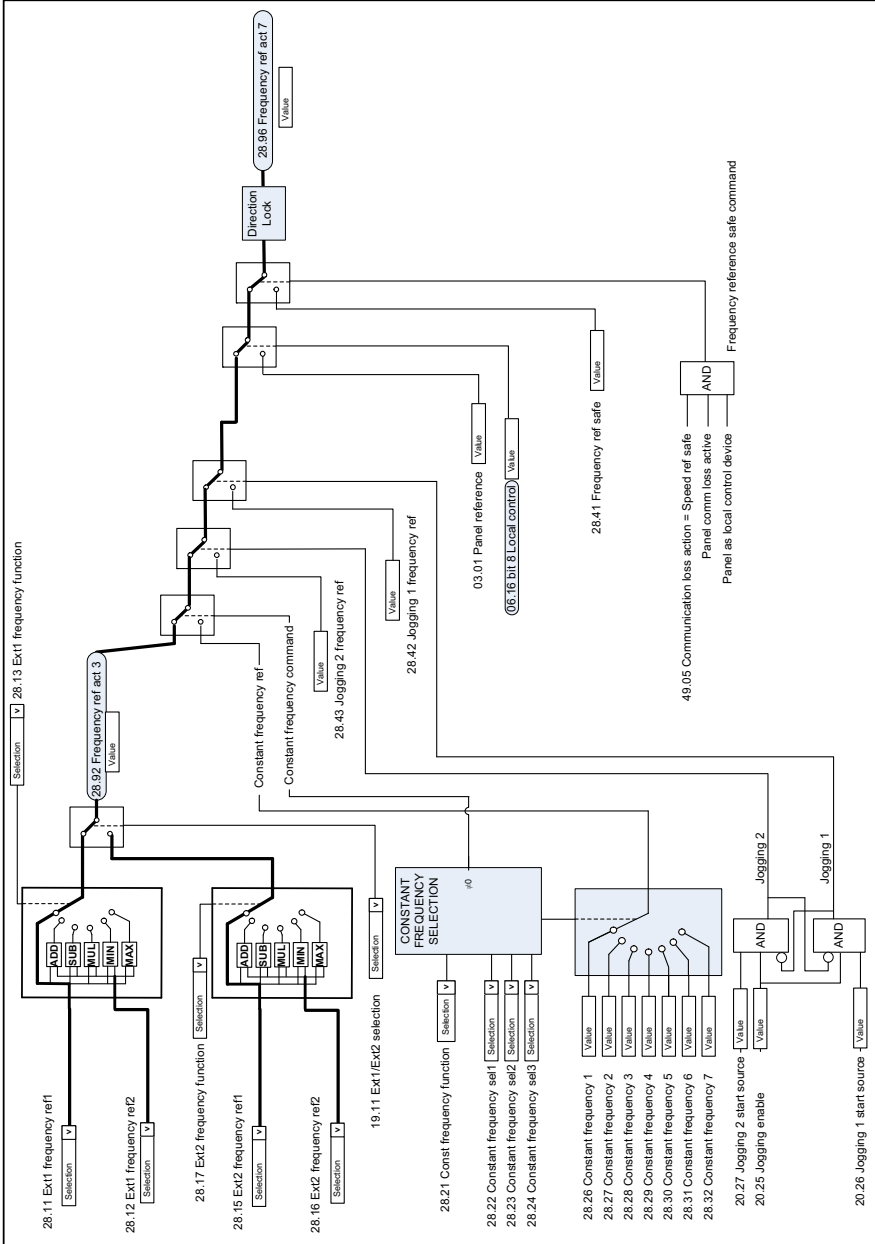 28.11 Ext1 frequency ref1
Selection
v
28.12 Ext1 frequency ref2
Selection
v
ADD
SUB
MUL
MIN
MAX
Selection
v
28.13 Ext1 frequency function
28.92 Frequency ref act 3
Value
28.17 Ext2 frequency function
Selection
v
28.15 Ext2 frequency ref1
Selection
v
28.16 Ext2 frequency ref2
Selection
v
ADD
SUB
MUL
MIN
MAX
19.11 Ext1/Ext2 selection
Selection
v
28.21 Const frequency function
Selection
v
28.22 Constant frequency sel1
Selection
v
28.23 Constant frequency sel2
Selection
v
28.24 Constant frequency sel3
Selection
v
CONSTANT
FREQUENCY
SELECTION
≠0
Constant frequency ref
Constant frequency command
28.26 Constant frequency 1
Value
28.27 Constant frequency 2
Value
28.28 Constant frequency 3
Value
28.29 Constant frequency 4
Value
28.30 Constant frequency 5
Value
28.31 Constant frequency 6
Value
28.32 Constant frequency 7
Value
20.27 Jogging 2 start source
Value
20.25 Jogging enable
Value
20.26 Jogging 1 start source
Value
AND
AND
Jogging 2
Jogging 1
28.43 Jogging 2 frequency ref
Value
28.42 Jogging 1 frequency ref
Value
03.01 Panel reference
Value
06.16 bit 8 Local control
Value
28.41 Frequency ref safe
Value
49.05 Communication loss action = Speed ref safe
Panel comm loss active
Panel as local control device
AND
Frequency reference safe command
Direction
Lock
28.96 Frequency ref act 7
Value